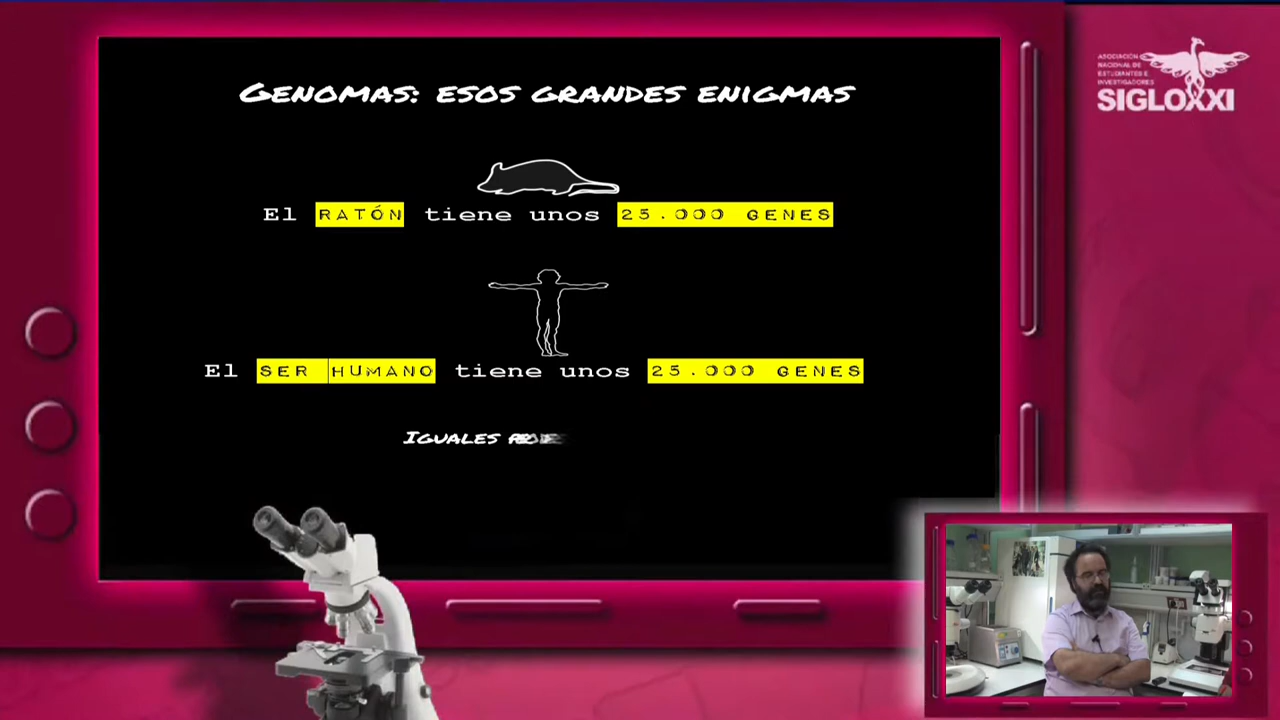 GENOMAS: ESOS GRANDES ENIGMAS
El RATÓN tiene unos 25.000 GENES
El SER HUMANO tiene unos 25.000 GENES
IGUALES
ASOCIACIÓN
NACIONAL DE
ESTUDIANTES E
INVESTIGADORES
SIGLOXXI